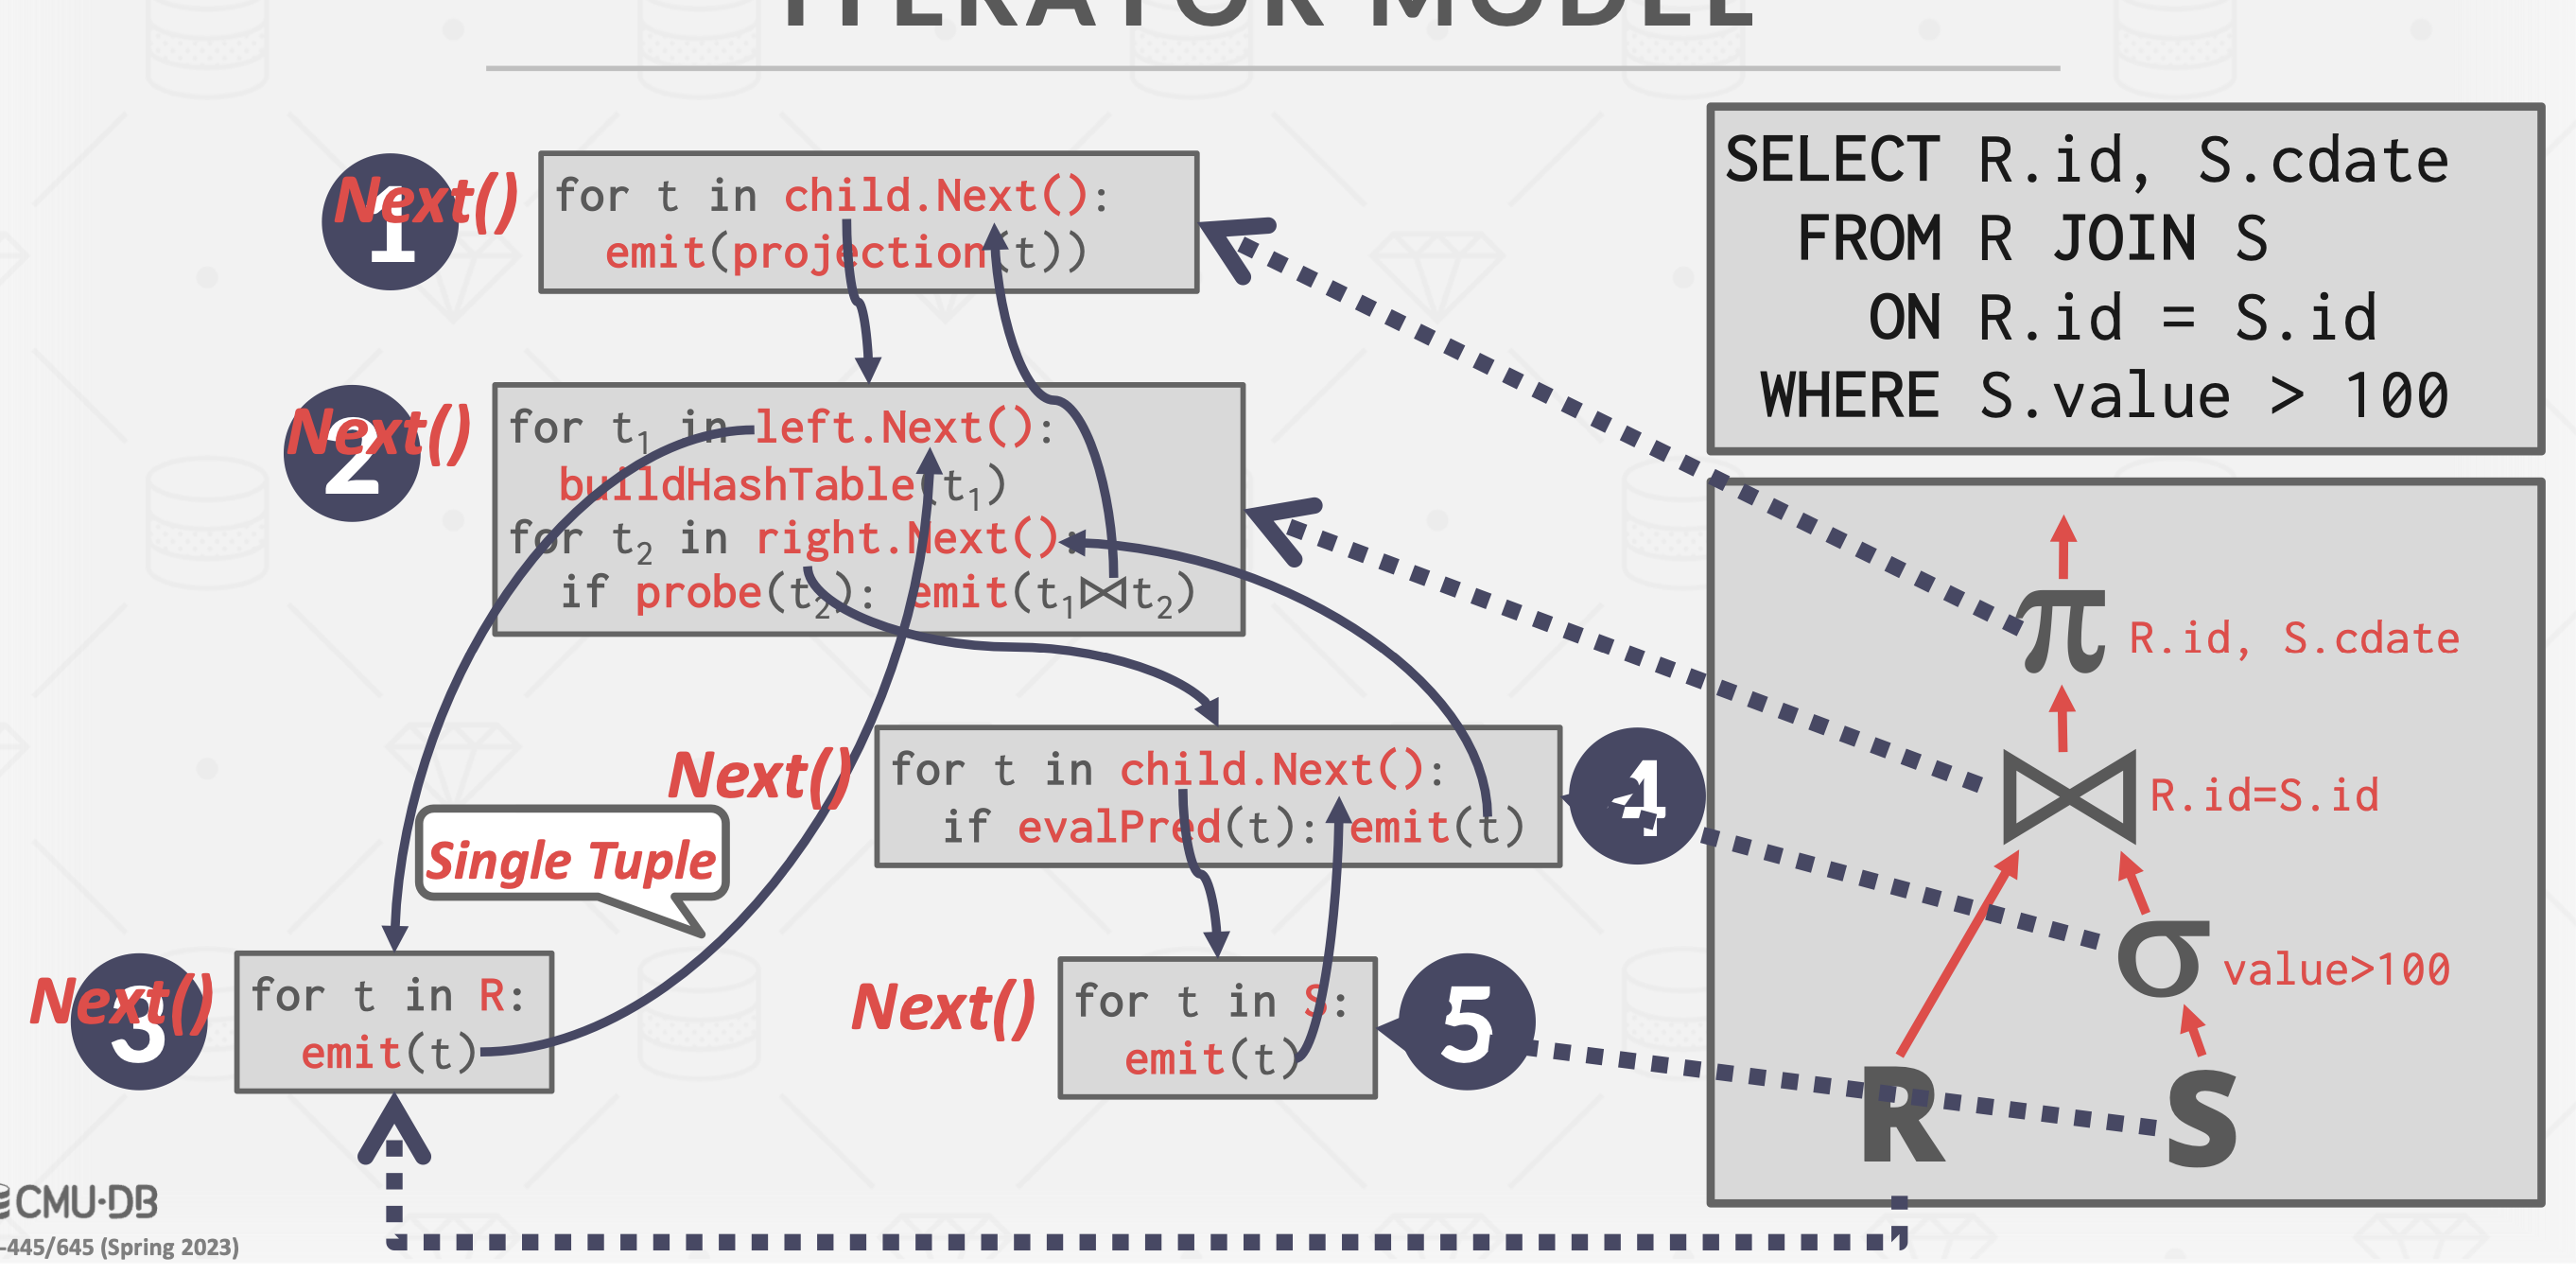 ITERATOR MODEL
SELECT R.id, S.cdate
FROM R JOIN S
ON R.id = S.id
WHERE S.value > 100
Next()
1
for t in child.Next():
emit(projection(t))
Next()
2
for t₁ in left.Next():
buildHashTable(t₁)
for t₂ in right.Next():
if probe(t₂): emit(t₁⨝t₂)
Next()
for t in child.Next():
if evalPred(t): emit(t)
4
Single Tuple
Next()
3
for t in R:
emit(t)
Next()
for t in S:
emit(t)
5
π R.id, S.cdate
⨝ R.id=S.id
σ value>100
R S
CMU·DB
-445/645 (Spring 2023)